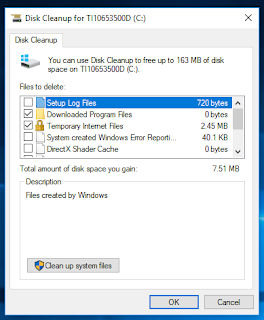 Disk Cleanup for TI10653500D (C:)
Disk Cleanup
You can use Disk Cleanup to free up to 163 MB of disk
space on TI10653500D (C:).
Files to delete:
Setup Log Files 720 bytes
Downloaded Program Files 0 bytes
Temporary Internet Files 2.45 MB
System created Windows Error Reporti... 40.1 KB
DirectX Shader Cache 0 bytes
Total amount of disk space you gain: 7.51 MB
Description
Files created by Windows
Clean up system files
OK Cancel